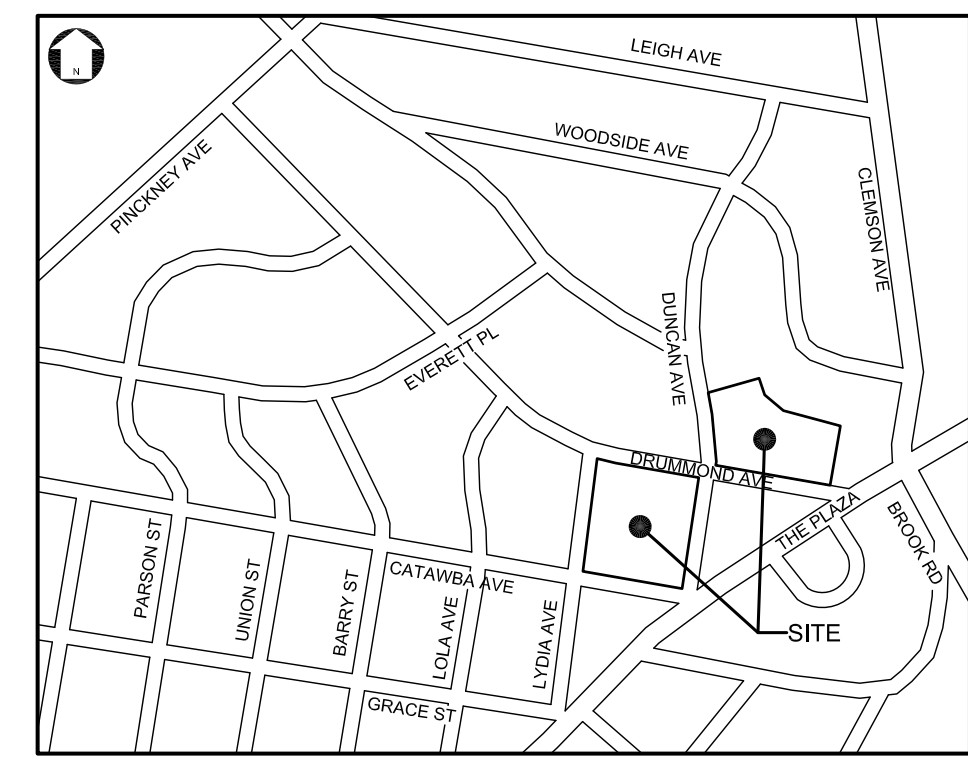 LEIGH AVE
N
WOODSIDE AVE
PINCKNEY AVE
CLEMSON AVE
DUNCAN AVE
EVERETT PL
DRUMMOND AVE
THE PLAZA
BROOK RD
PARSON ST
UNION ST
BARRY ST
CATAWBA AVE
LOLA AVE
LYDIA AVE
SITE
GRACE ST